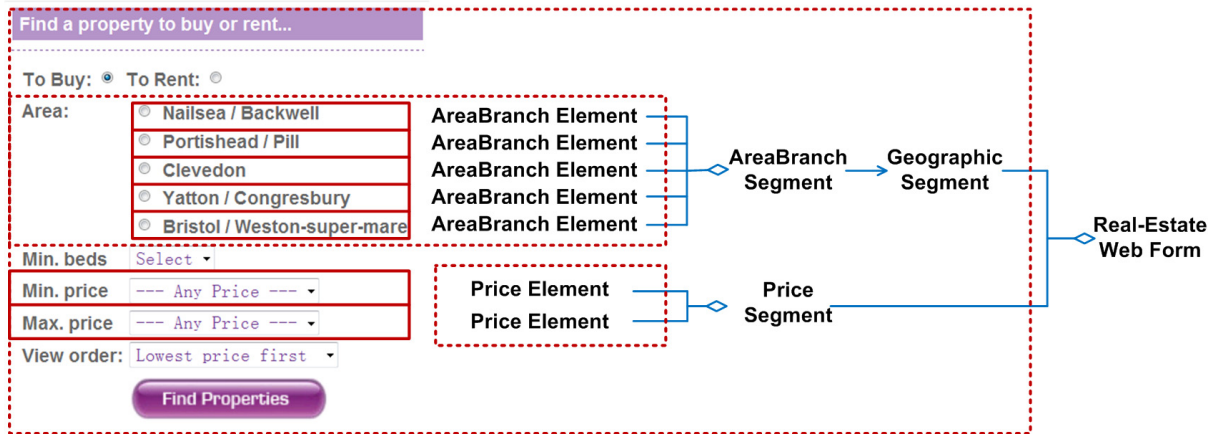 Find a property to buy or rent...
To Buy: To Rent:
Area:
Nailsea / Backwell
AreaBranch Element
Portishead / Pill
AreaBranch Element
Clevedon
AreaBranch Element
Yatton / Congresbury
AreaBranch Element
Bristol / Weston-super-mare
AreaBranch Element
AreaBranch
Segment
Geographic
Segment
Real-Estate
Web Form
Min. beds Select
Min. price --- Any Price ---
Price Element
Max. price --- Any Price ---
Price Element
Price
Segment
View order: Lowest price first
Find Properties